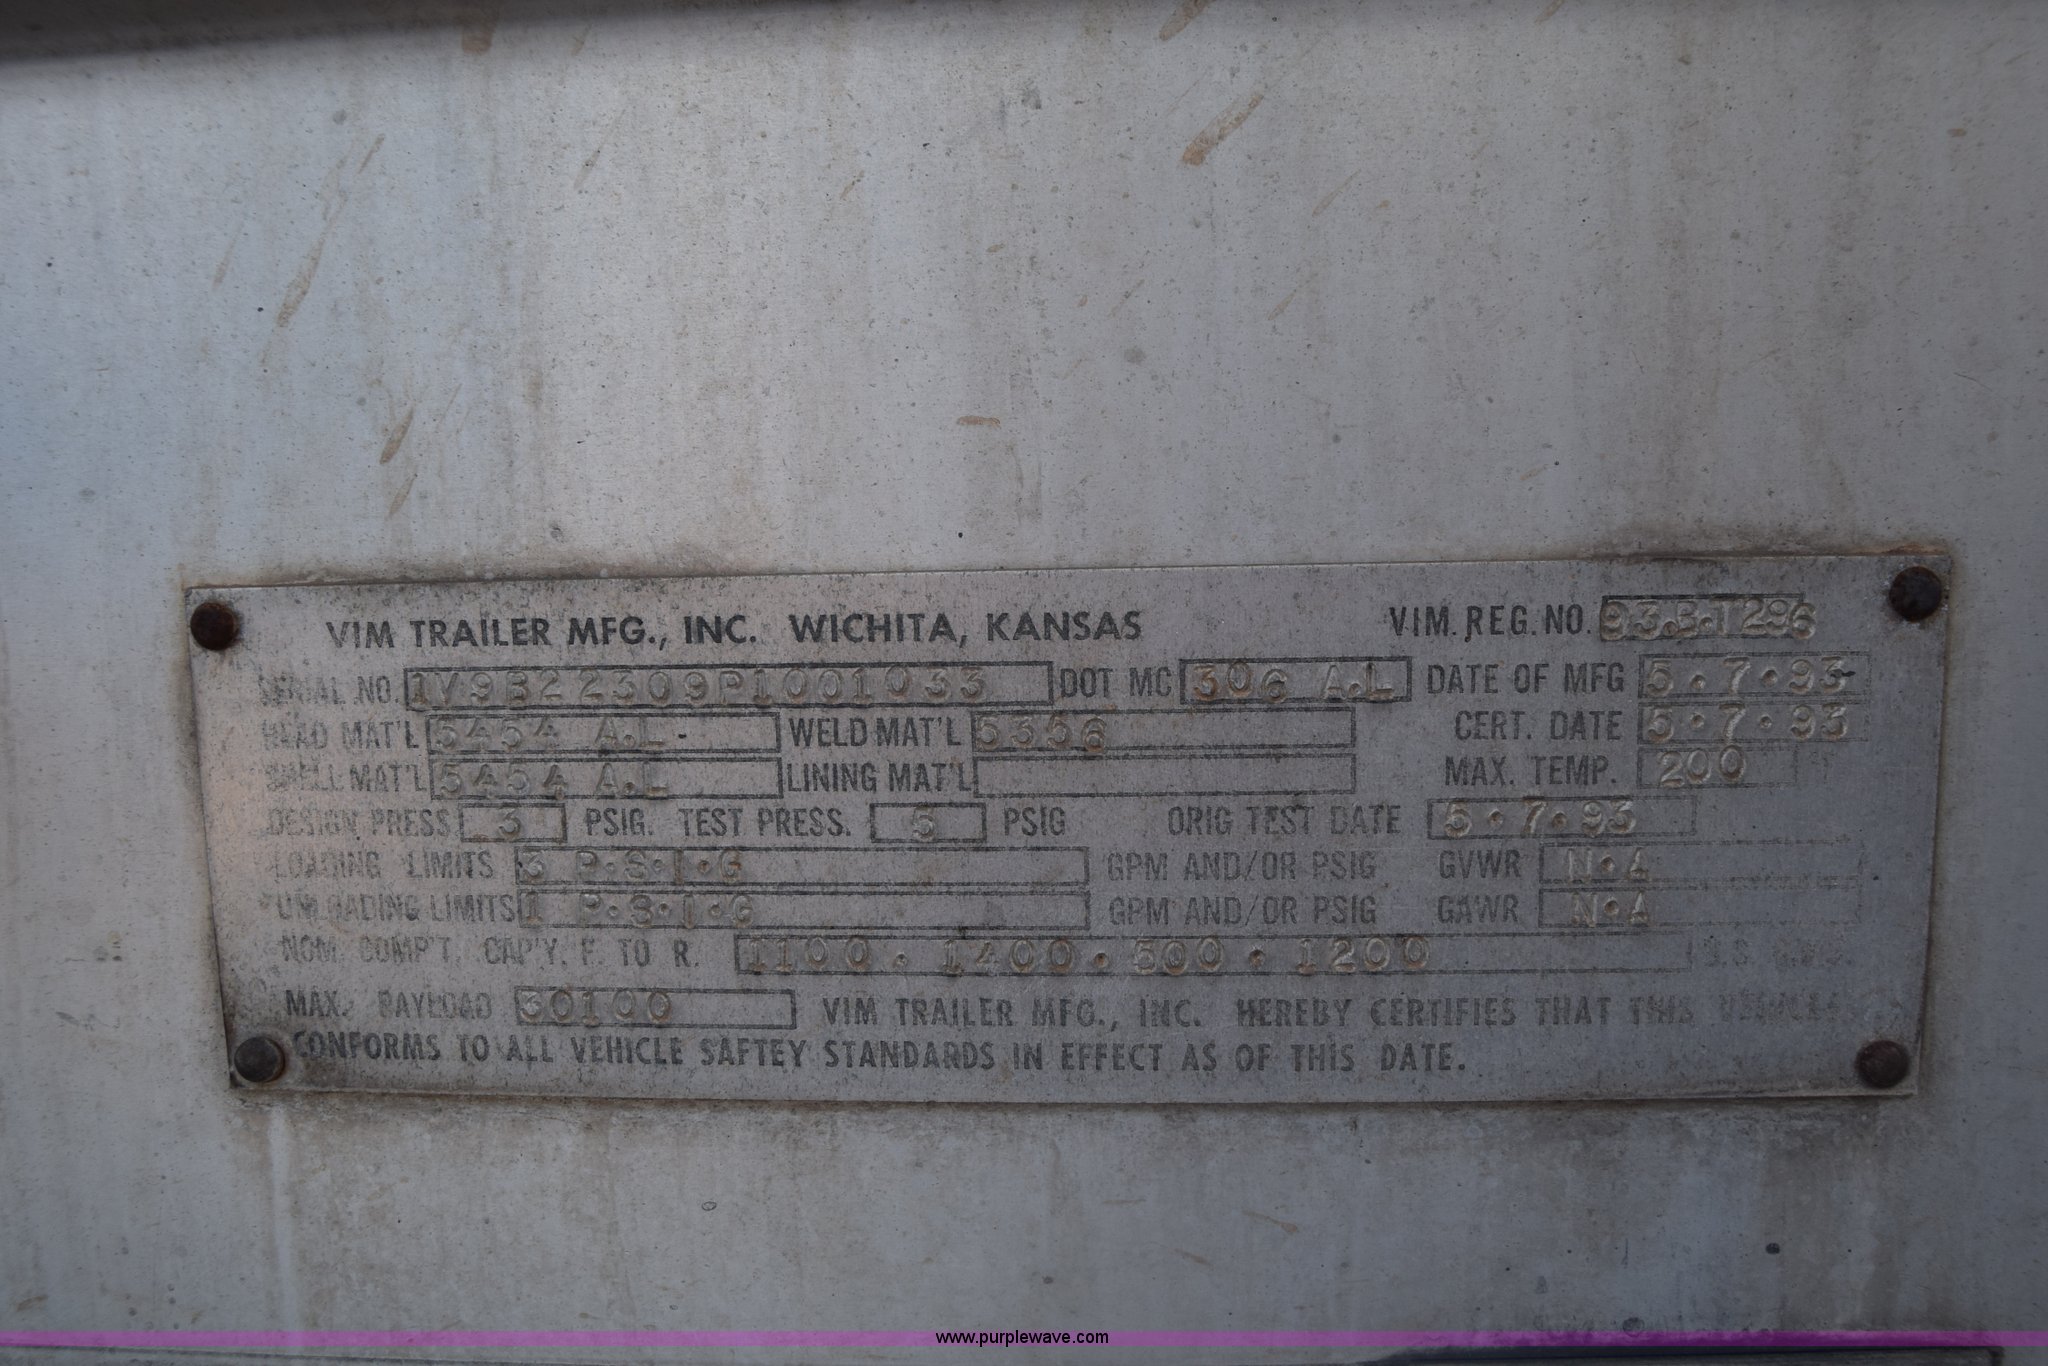 VIM TRAILER MFG., INC. WICHITA, KANSAS VIM. REG. NO. 93.B.T296
SERIAL NO. 1V9B22309P1001033 DOT MC 306 A.L DATE OF MFG 5.7.93
HEAD MAT'L 5454 A.L. WELD MAT'L 5356 CERT. DATE 5.7.93
SHELL MAT'L 5454 A.L LINING MAT'L MAX. TEMP. 200
DESIGN PRESS 3 PSIG. TEST PRESS. 5 PSIG ORIG TEST DATE 5.7.93
LOADING LIMITS 3 P.S.I.G GPM AND/OR PSIG GVWR N.A
UNLOADING LIMITS 1 P.S.I.G GPM AND/OR PSIG GAWR N.A
NOM. COMP'T. CAP'Y. F. TO R. 1100.1400.500.1200 U.S.
MAX. PAYLOAD 30100 VIM TRAILER MFG., INC. HEREBY CERTIFIES THAT THIS
CONFORMS TO ALL VEHICLE SAFTEY STANDARDS IN EFFECT AS OF THIS DATE.
www.purplewave.com